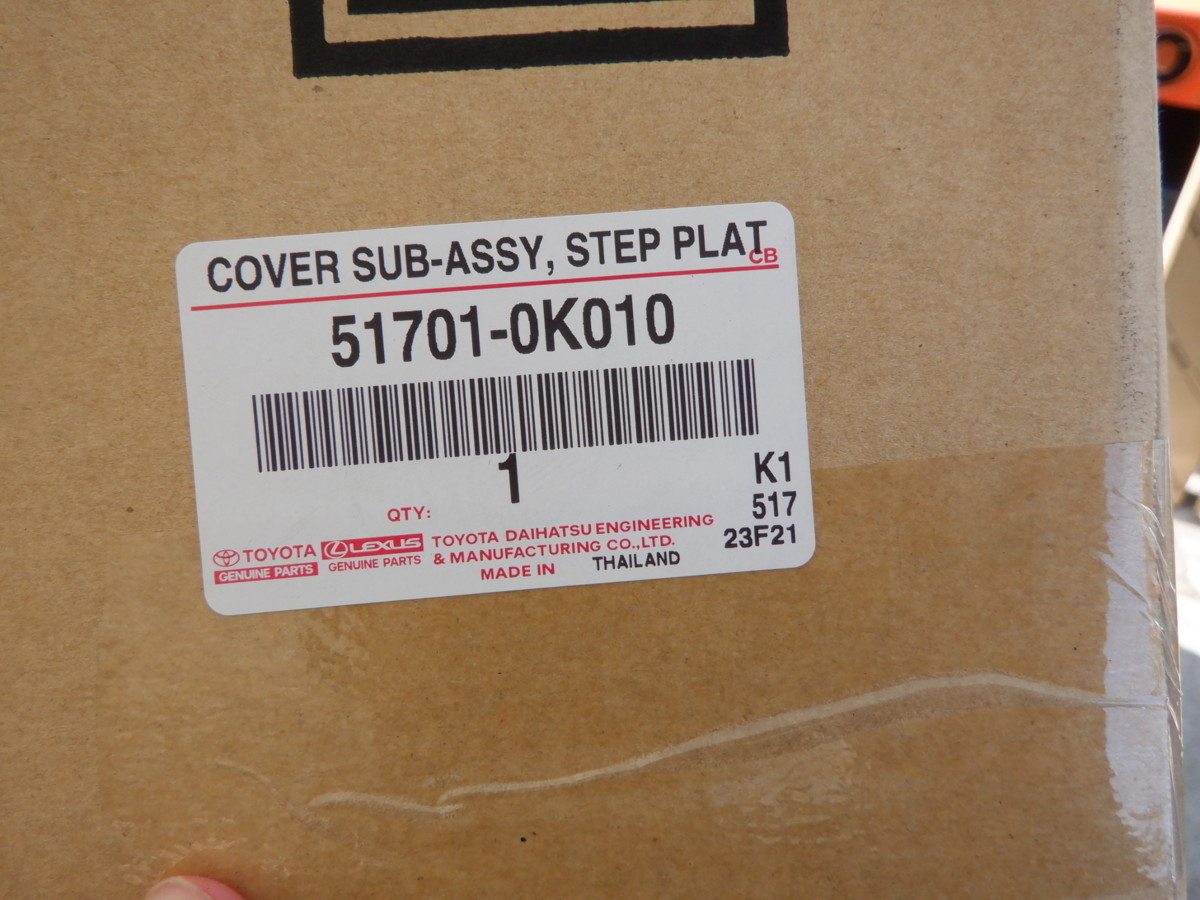 COVER SUB-ASSY, STEP PLAT
CB
51701-0K010
1
K1
QTY:
517
TOYOTA
GENUINE PARTS
LEXUS
GENUINE PARTS
TOYOTA DAIHATSU ENGINEERING
& MANUFACTURING CO.,LTD.
MADE IN THAILAND
23F21